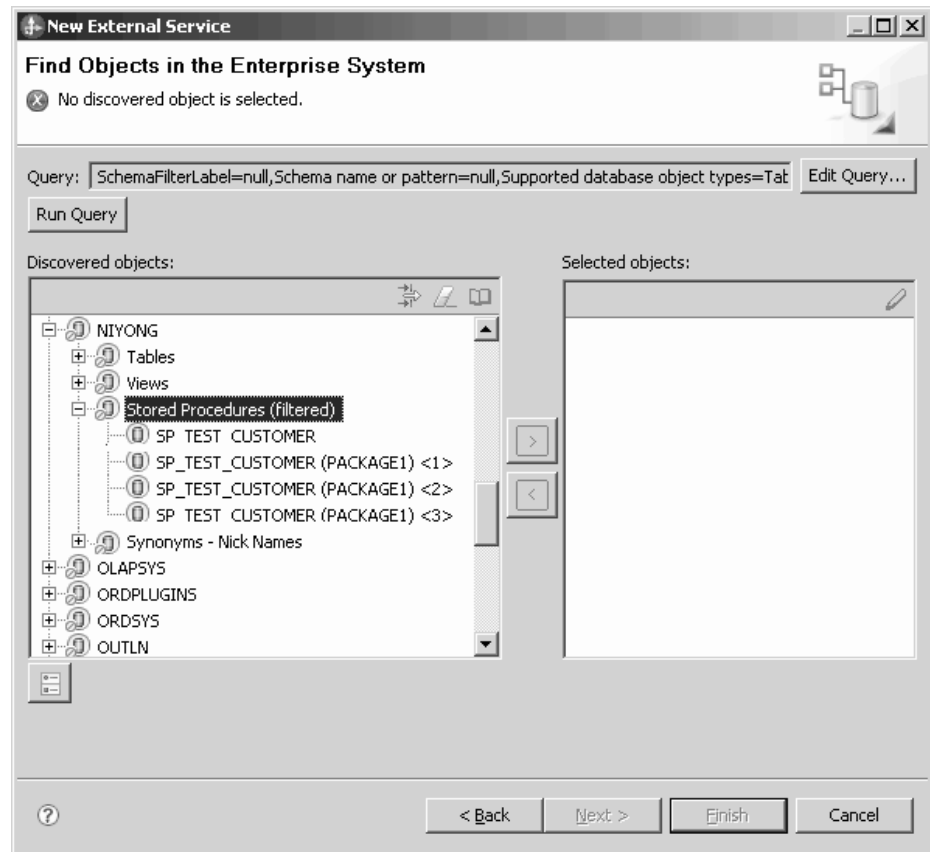 New External Service
Find Objects in the Enterprise System
No discovered object is selected.
Query: SchemaFilterLabel=null,Schema name or pattern=null,Supported database object types=Tab Edit Query...
Run Query
Discovered objects: Selected objects:
NIYONG
Tables
Views
Stored Procedures (filtered)
SP_TEST_CUSTOMER
SP_TEST_CUSTOMER (PACKAGE1) <1>
SP_TEST_CUSTOMER (PACKAGE1) <2>
SP_TEST_CUSTOMER (PACKAGE1) <3>
Synonyms - Nick Names
OLAPSYS
ORDPLUGINS
ORDSYS
OUTLN
< Back Next > Finish Cancel